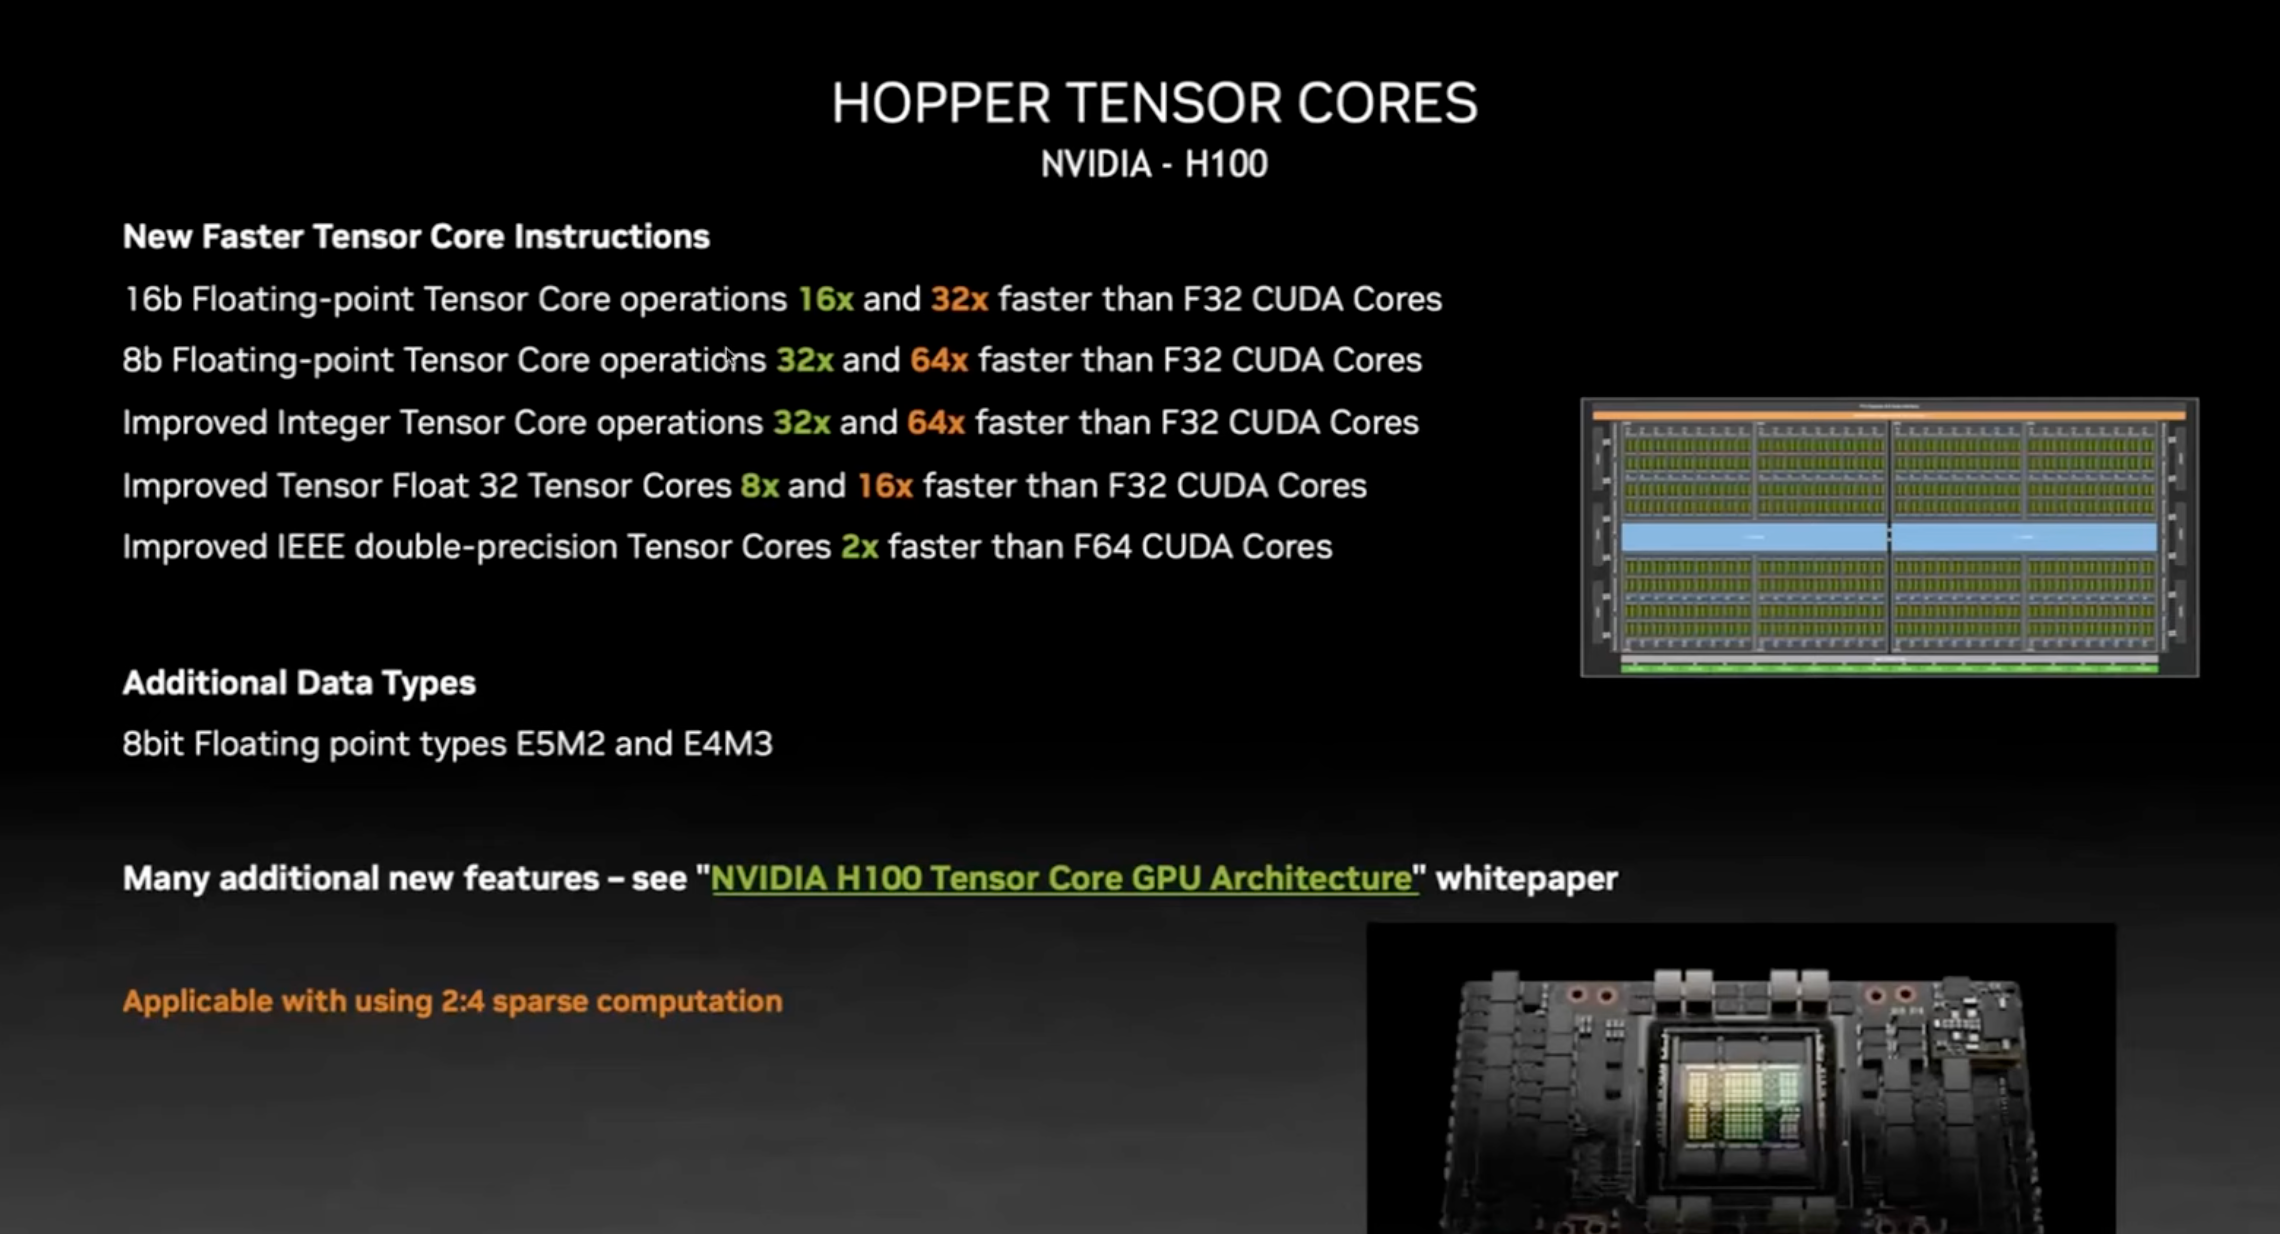 HOPPER TENSOR CORES
NVIDIA - H100
New Faster Tensor Core Instructions
16b Floating-point Tensor Core operations 16x and 32x faster than F32 CUDA Cores
8b Floating-point Tensor Core operations 32x and 64x faster than F32 CUDA Cores
Improved Integer Tensor Core operations 32x and 64x faster than F32 CUDA Cores
Improved Tensor Float 32 Tensor Cores 8x and 16x faster than F32 CUDA Cores
Improved IEEE double-precision Tensor Cores 2x faster than F64 CUDA Cores
Additional Data Types
8bit Floating point types E5M2 and E4M3
Many additional new features – see "NVIDIA H100 Tensor Core GPU Architecture" whitepaper
Applicable with using 2:4 sparse computation